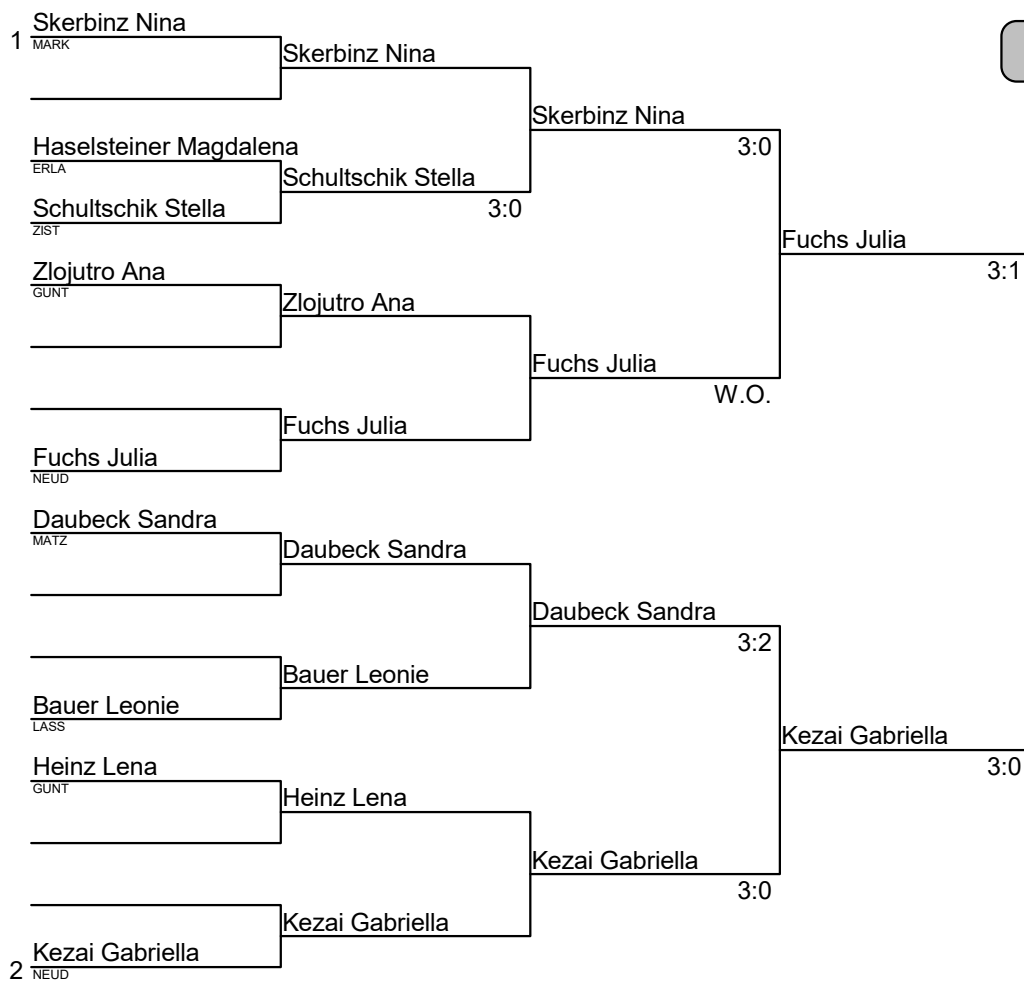 Skerbinz Nina
1
MARK
Skerbinz Nina
Skerbinz Nina
3:0
Haselsteiner Magdalena
ERLA
Schultschik Stella
3:0
Schultschik Stella
ZIST
Fuchs Julia
3:1
Zlojutro Ana
GUNT
Zlojutro Ana
Fuchs Julia
W.O.
Fuchs Julia
Fuchs Julia
NEUD
Daubeck Sandra
MATZ
Daubeck Sandra
Daubeck Sandra
3:2
Bauer Leonie
Bauer Leonie
LASS
Kezai Gabriella
3:0
Heinz Lena
GUNT
Heinz Lena
Kezai Gabriella
3:0
Kezai Gabriella
Kezai Gabriella
2
NEUD